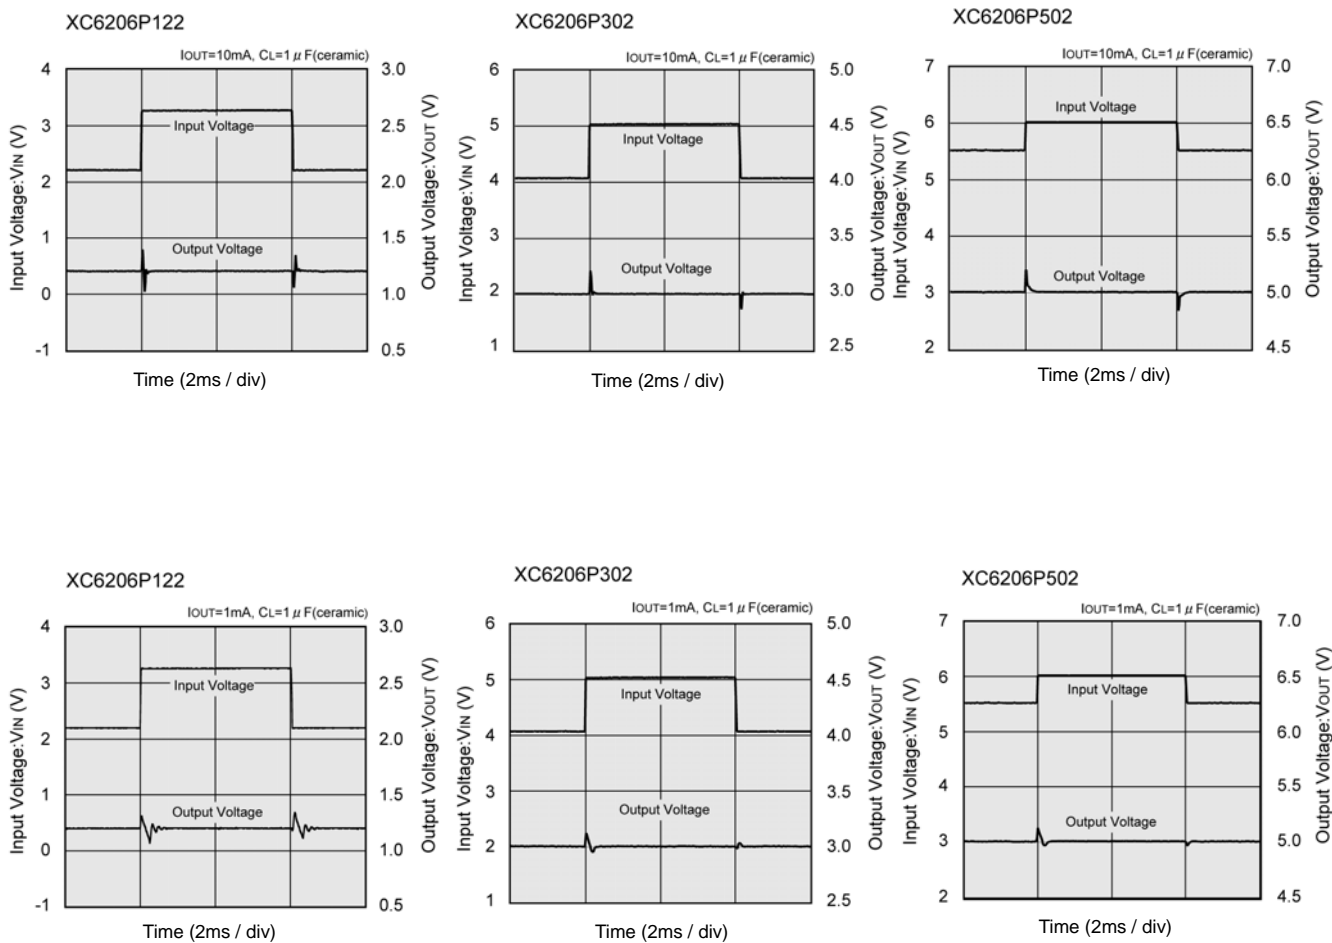 XC6206P122
IOUT=10mA, CL=1 μ F(ceramic)
Input Voltage:VIN (V)
4
3
2
1
0
-1
Input Voltage
Output Voltage
3.0
2.5
2.0
1.5
1.0
0.5
Output Voltage:VOUT (V)
Time (2ms / div)
XC6206P302
IOUT=10mA, CL=1 μ F(ceramic)
Input Voltage:VIN (V)
6
5
4
3
2
1
Input Voltage
Output Voltage
5.0
4.5
4.0
3.5
3.0
2.5
Output Voltage:VOUT (V)
Time (2ms / div)
XC6206P502
IOUT=10mA, CL=1 μ F(ceramic)
Input Voltage:VIN (V)
7
6
5
4
3
2
Input Voltage
Output Voltage
7.0
6.5
6.0
5.5
5.0
4.5
Output Voltage:VOUT (V)
Time (2ms / div)
XC6206P122
IOUT=1mA, CL=1 μ F(ceramic)
Input Voltage:VIN (V)
4
3
2
1
0
-1
Input Voltage
Output Voltage
3.0
2.5
2.0
1.5
1.0
0.5
Output Voltage:VOUT (V)
Time (2ms / div)
XC6206P302
IOUT=1mA, CL=1 μ F(ceramic)
Input Voltage:VIN (V)
6
5
4
3
2
1
Input Voltage
Output Voltage
5.0
4.5
4.0
3.5
3.0
2.5
Output Voltage:VOUT (V)
Time (2ms / div)
XC6206P502
IOUT=1mA, CL=1 μ F(ceramic)
Input Voltage:VIN (V)
7
6
5
4
3
2
Input Voltage
Output Voltage
7.0
6.5
6.0
5.5
5.0
4.5
Output Voltage:VOUT (V)
Time (2ms / div)